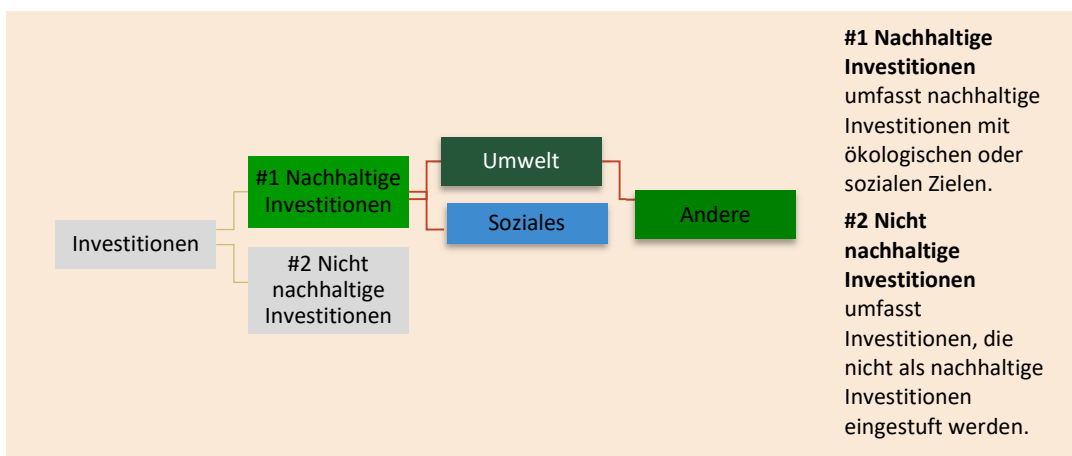 Investitionen
#1 Nachhaltige
Investitionen
#2 Nicht
nachhaltige
Investitionen
Umwelt
Soziales
Andere
#1 Nachhaltige
Investitionen
umfasst nachhaltige
Investitionen mit
ökologischen oder
sozialen Zielen.
#2 Nicht
nachhaltige
Investitionen
umfasst
Investitionen, die
nicht als nachhaltige
Investitionen
eingestuft werden.